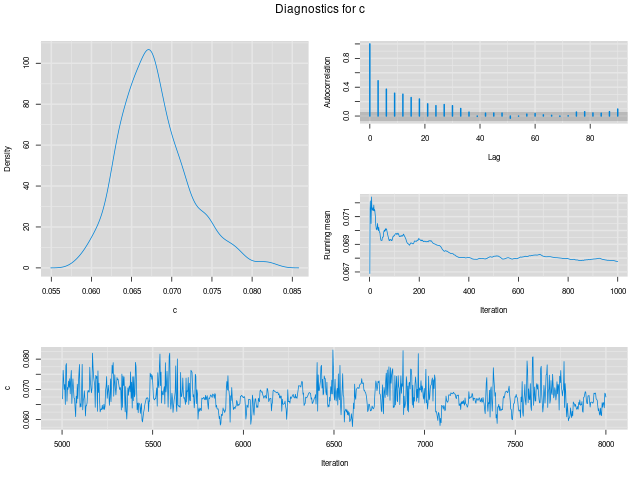 Diagnostics for c
Density
0 20 40 60 80 100
0.055 0.060 0.065 0.070 0.075 0.080 0.085
c
Autocorrelation
0.0 0.4 0.8
0 20 40 60 80
Lag
Running mean
0.067 0.069 0.071
0 200 400 600 800 1000
Iteration
c
0.060 0.070 0.080
5000 5500 6000 6500 7000 7500 8000
Iteration